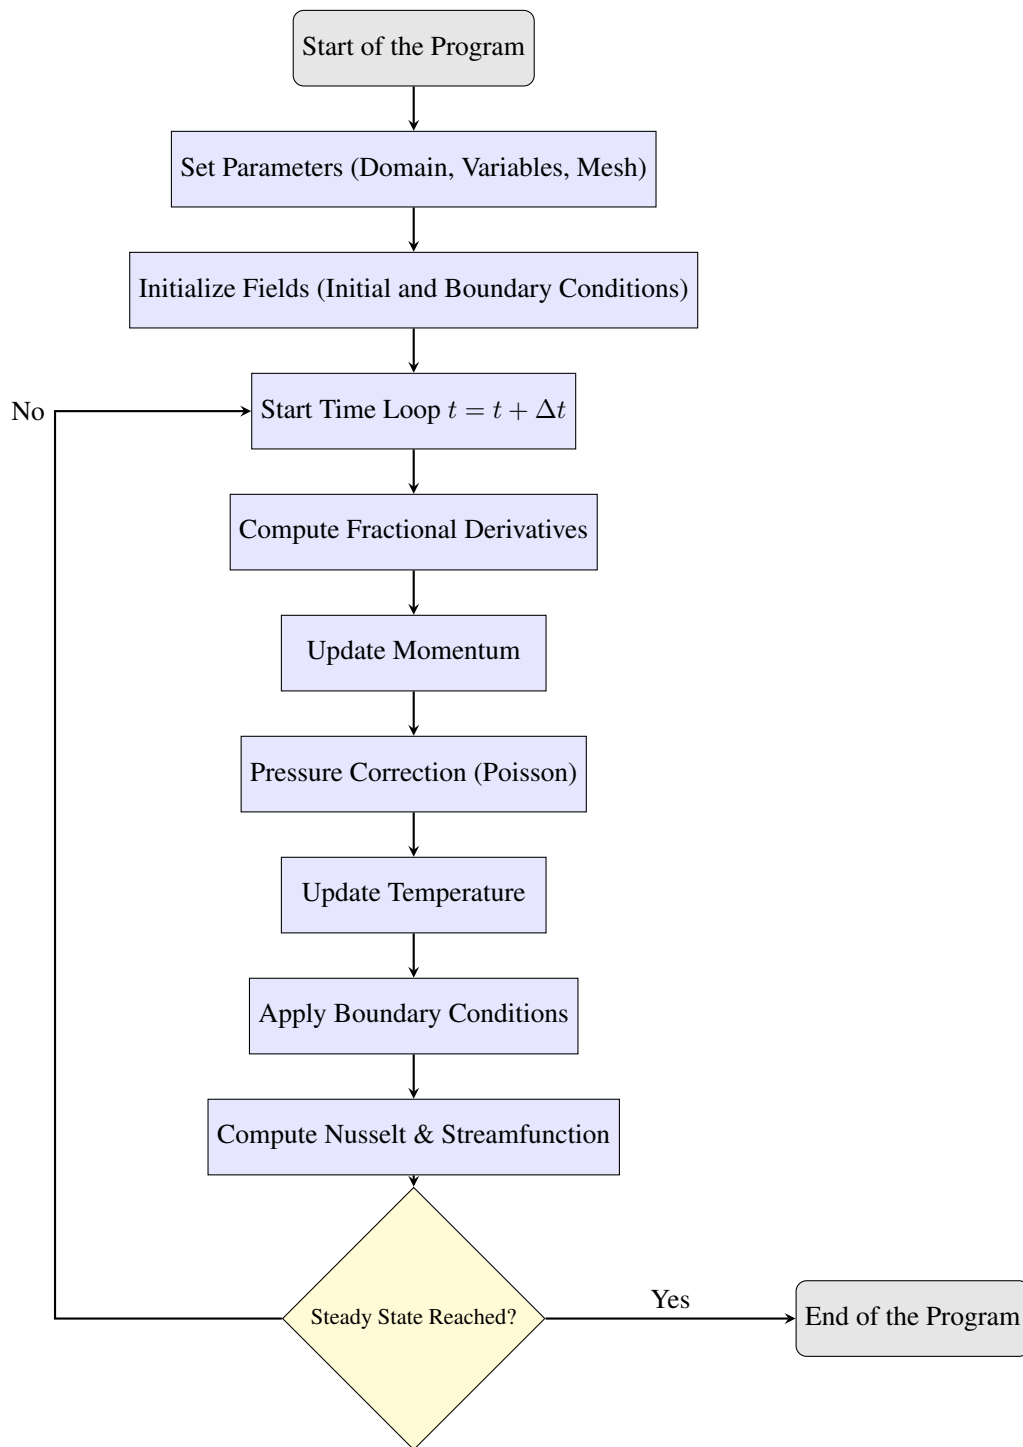 Start of the Program
Set Parameters (Domain, Variables, Mesh)
Initialize Fields (Initial and Boundary Conditions)
No
Start Time Loop t = t + Δt
Compute Fractional Derivatives
Update Momentum
Pressure Correction (Poisson)
Update Temperature
Apply Boundary Conditions
Compute Nusselt & Streamfunction
Steady State Reached?
Yes
End of the Program